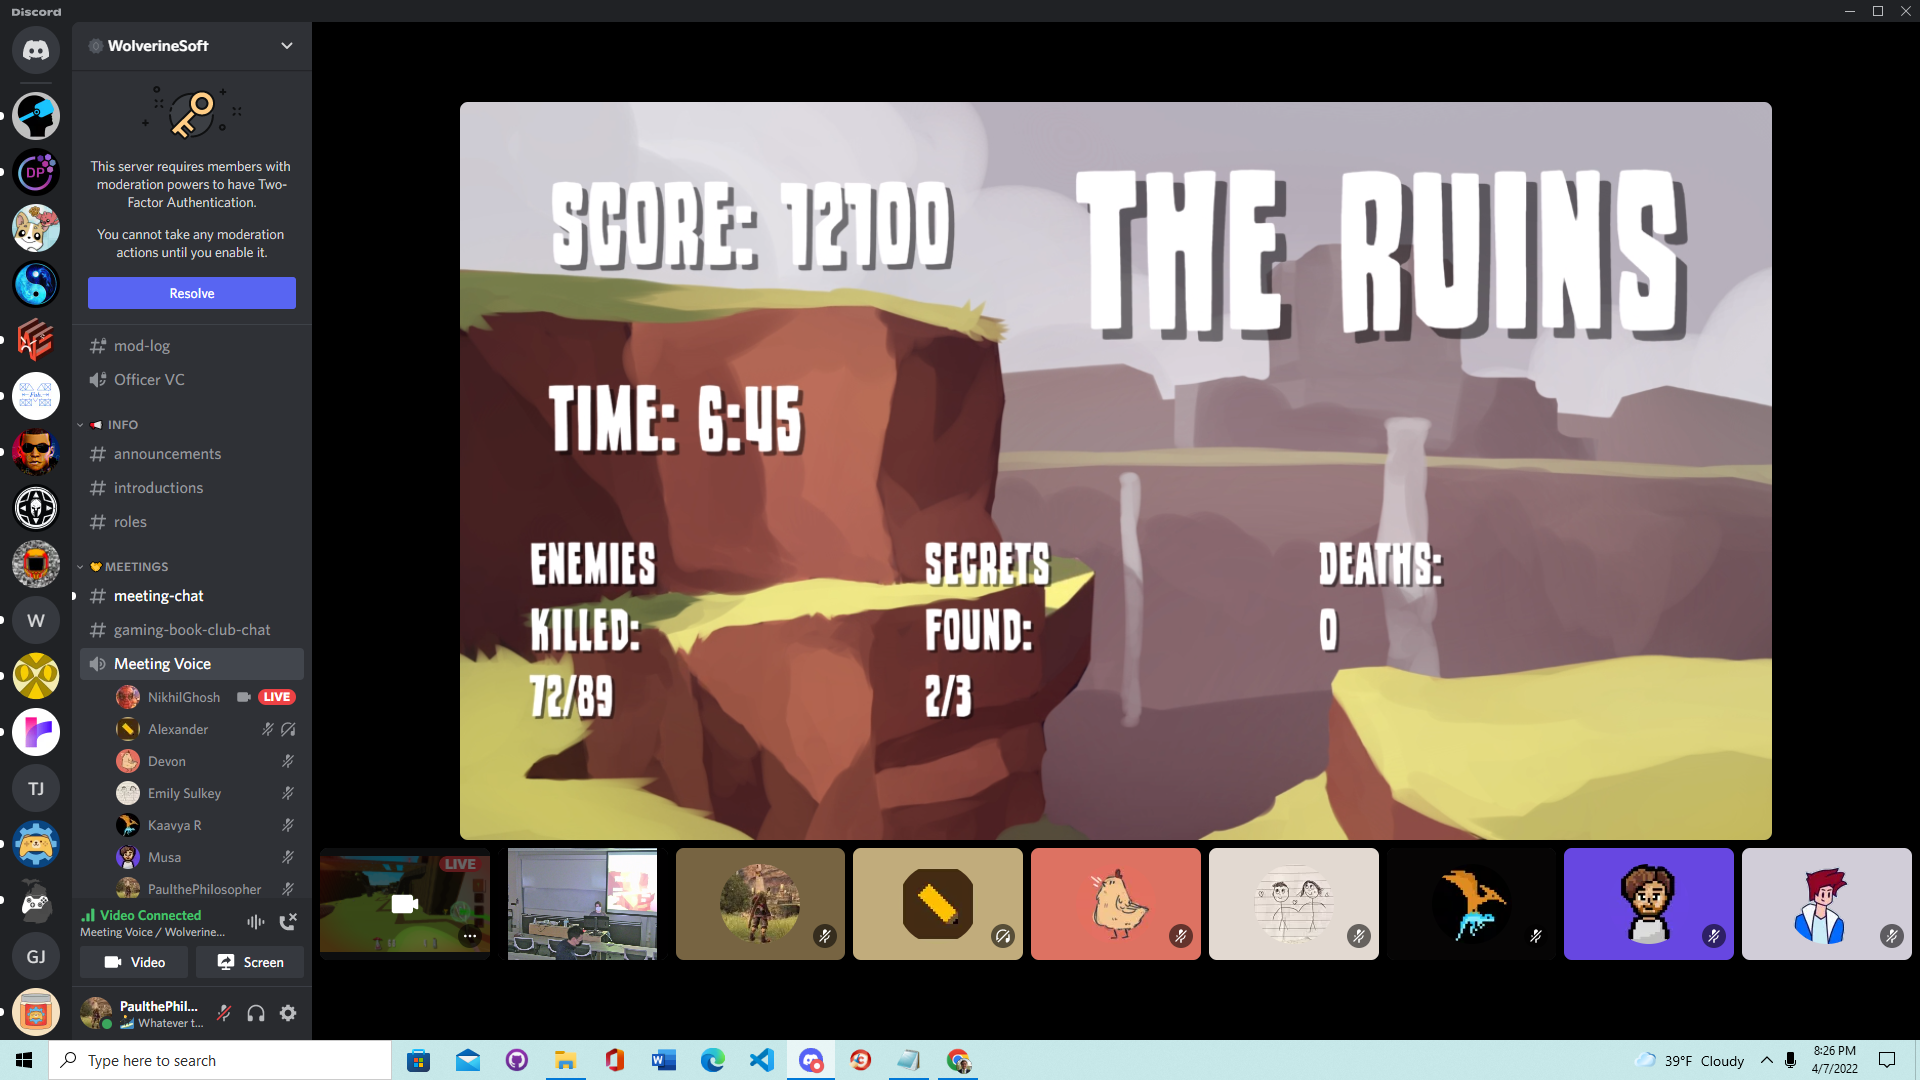 Discord
WolverineSoft
This server requires members with
moderation powers to have Two-
Factor Authentication.
You cannot take any moderation
actions until you enable it.
Resolve
mod-log
Officer VC
INFO
announcements
introductions
roles
MEETINGS
meeting-chat
gaming-book-club-chat
Meeting Voice
NikhilGhosh LIVE
Alexander
Devon
Emily Sulkey
Kaavya R
Musa
PaulthePhilosopher
Video Connected
Meeting Voice / Wolverine...
Video Screen
PaulthePhil...
Whatever t...
DP
W
TJ
GJ
SCORE: 12100
THE RUINS
TIME: 6:45
ENEMIES
KILLED:
72/89
SECRETS
FOUND:
2/3
DEATHS:
0
LIVE
Type here to search
39°F Cloudy
8:26 PM
4/7/2022